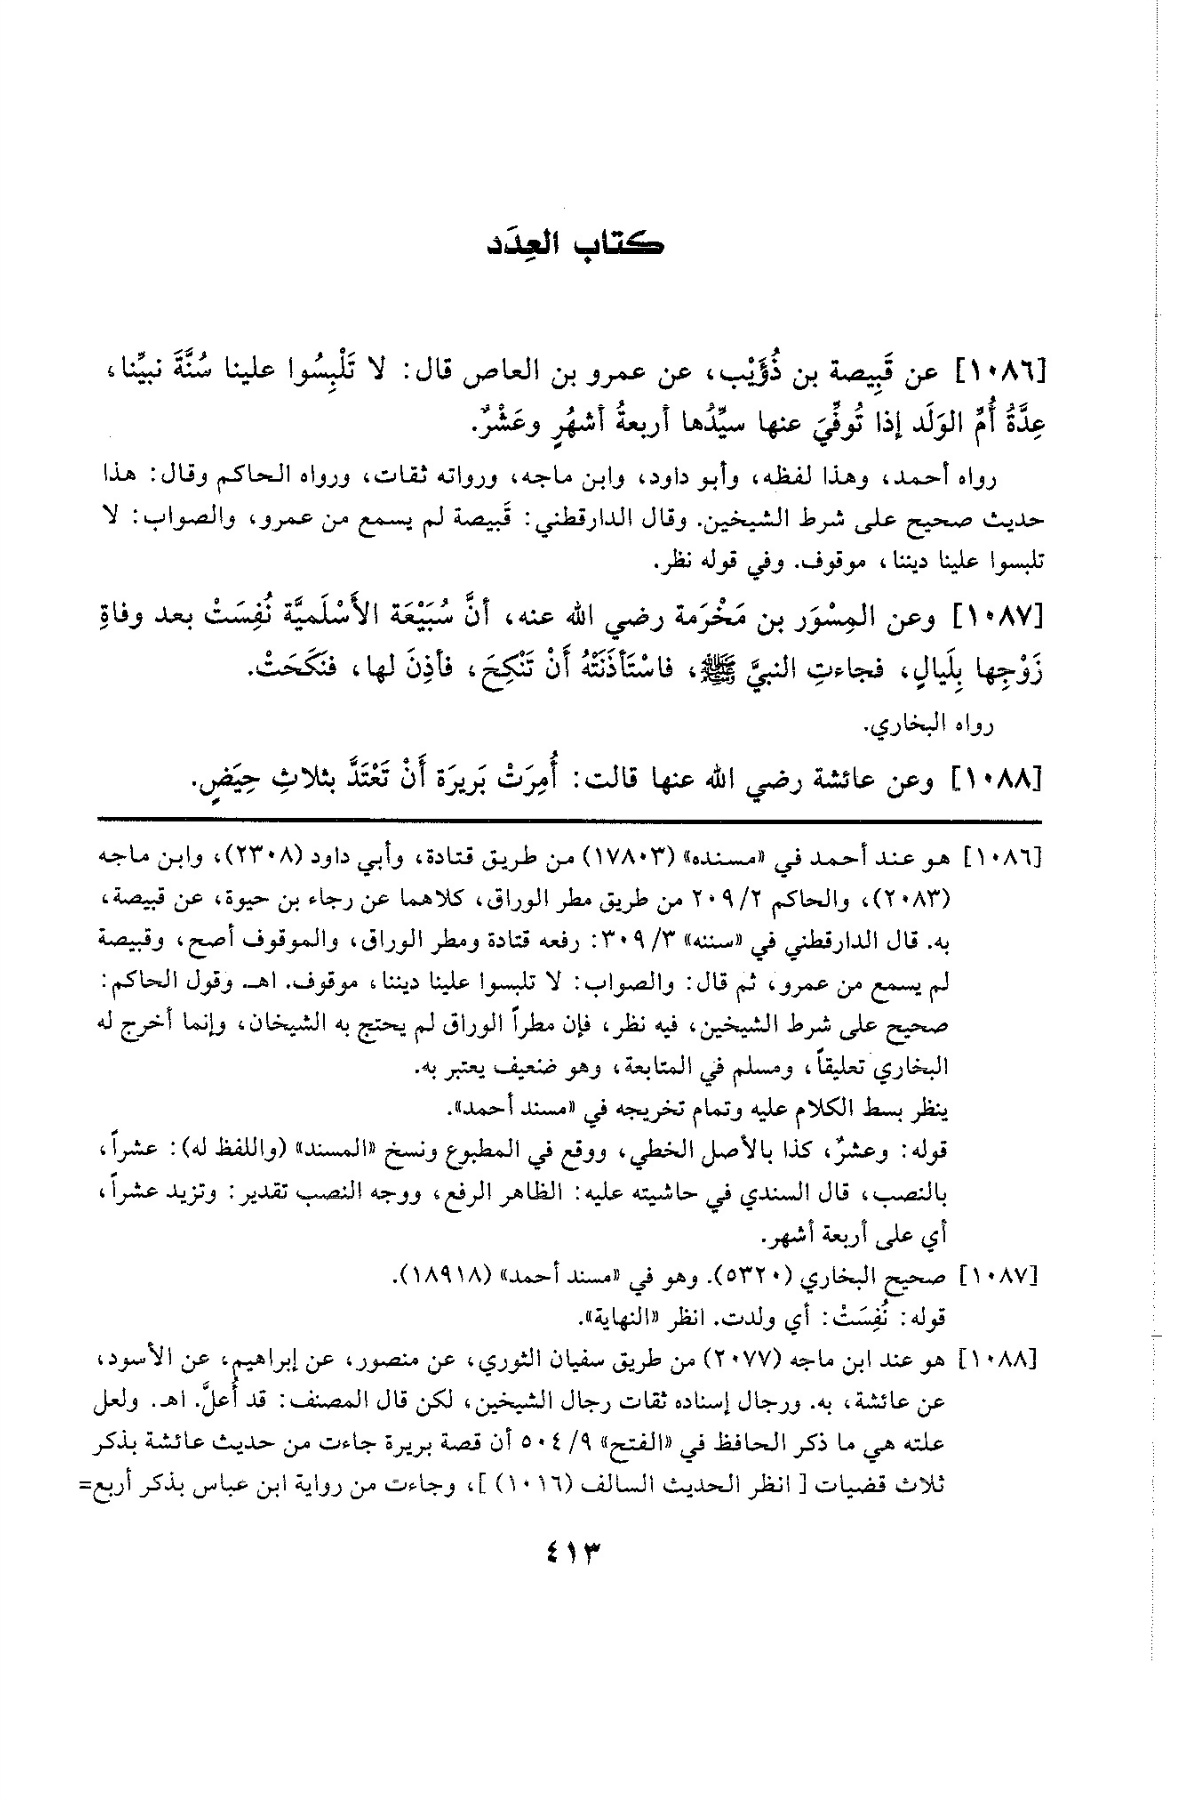 كتاب العِدَد
[١٠٨٦] عن قَبِيصة بن ذُؤَيْب، عن عمرو بن العاص قال: لا تَلْبِسُوا علينا سُنَّةَ نبيِّنا،
عِدَّةُ أُمِّ الوَلَد إذا تُوفِّيَ عنها سيِّدُها أربعةُ أشهُرٍ وعَشْرٌ.
رواه أحمد، وهذا لفظه، وأبو داود، وابن ماجه، ورواته ثقات، ورواه الحاكم وقال: هذا
حديث صحيح على شرط الشيخين. وقال الدارقطني: قَبيصة لم يسمع من عمرو، والصواب: لا
تلبسوا علينا ديننا، موقوف. وفي قوله نظر.
[١٠٨٧] وعن المِسْوَر بن مَخْرَمة رضي الله عنه، أنَّ سُبَيْعَة الأَسْلَميَّة نُفِسَتْ بعد وفاةِ
زَوْجِها بِلَيالٍ، فجاءتِ النبيَّ ﷺ، فاسْتَأذَنَتْهُ أَنْ تَنْكِحَ، فأذِنَ لها، فنَكَحَتْ.
رواه البخاري.
[١٠٨٨] وعن عائشة رضي الله عنها قالت: أُمِرَتْ بَريرَة أَنْ تَعْتَدَّ بثلاثِ حِيَضٍ.
[١٠٨٦] هو عند أحمد في «مسنده» (١٧٨٠٣) من طريق قتادة، وأبي داود (٢٣٠٨)، وابن ماجه
(٢٠٨٣)، والحاكم ٢/ ٢٠٩ من طريق مطر الوراق، كلاهما عن رجاء بن حيوة، عن قبيصة،
به. قال الدارقطني في «سننه» ٣/ ٣٠٩: رفعه قتادة ومطر الوراق، والموقوف أصح، وقبيصة
لم يسمع من عمرو، ثم قال: والصواب: لا تلبسوا علينا ديننا، موقوف. اهـ. وقول الحاكم:
صحيح على شرط الشيخين، فيه نظر، فإن مطراً الوراق لم يحتج به الشيخان، وإنما أخرج له
البخاري تعليقاً، ومسلم في المتابعة، وهو ضعيف يعتبر به.
ينظر بسط الكلام عليه وتمام تخريجه في «مسند أحمد».
قوله: وعشرٌ، كذا بالأصل الخطي، ووقع في المطبوع ونسخ «المسند» (واللفظ له): عشراً،
بالنصب، قال السندي في حاشيته عليه: الظاهر الرفع، ووجه النصب تقدير: وتزيد عشراً،
أي على أربعة أشهر.
[١٠٨٧] صحيح البخاري (٥٣٢٠). وهو في «مسند أحمد» (١٨٩١٨).
قوله: نُفِسَتْ: أي ولدت. انظر «النهاية».
[١٠٨٨] هو عند ابن ماجه (٢٠٧٧) من طريق سفيان الثوري، عن منصور، عن إبراهيم، عن الأسود،
عن عائشة، به. ورجال إسناده ثقات رجال الشيخين، لكن قال المصنف: قد أُعلَّ. اهـ. ولعل
علته هي ما ذكر الحافظ في «الفتح» ٩/ ٥٠٤ أن قصة بريرة جاءت من حديث عائشة بذكر
ثلاث قضيات [ انظر الحديث السالف (١٠١٦) ]، وجاءت من رواية ابن عباس بذكر أربع=
٤١٣